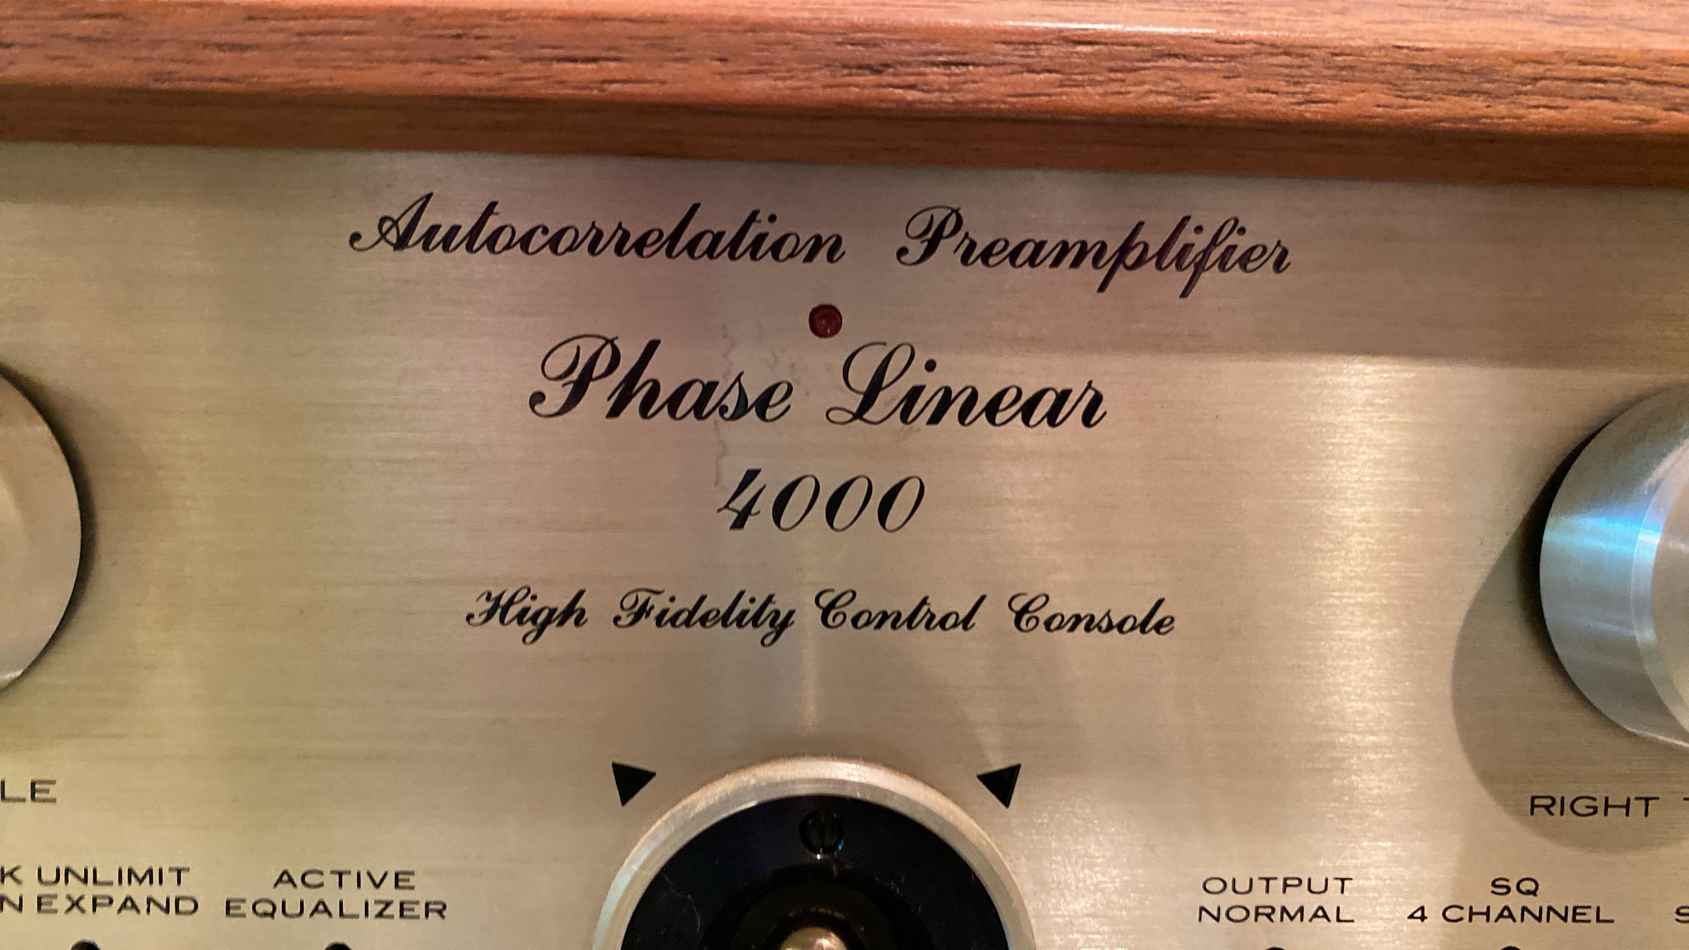 Autocorrelation Preamplifier
Phase Linear
4000
High Fidelity Control Console
LE
RIGHT
K UNLIMIT
N EXPAND
ACTIVE
EQUALIZER
OUTPUT
NORMAL
SQ
4 CHANNEL